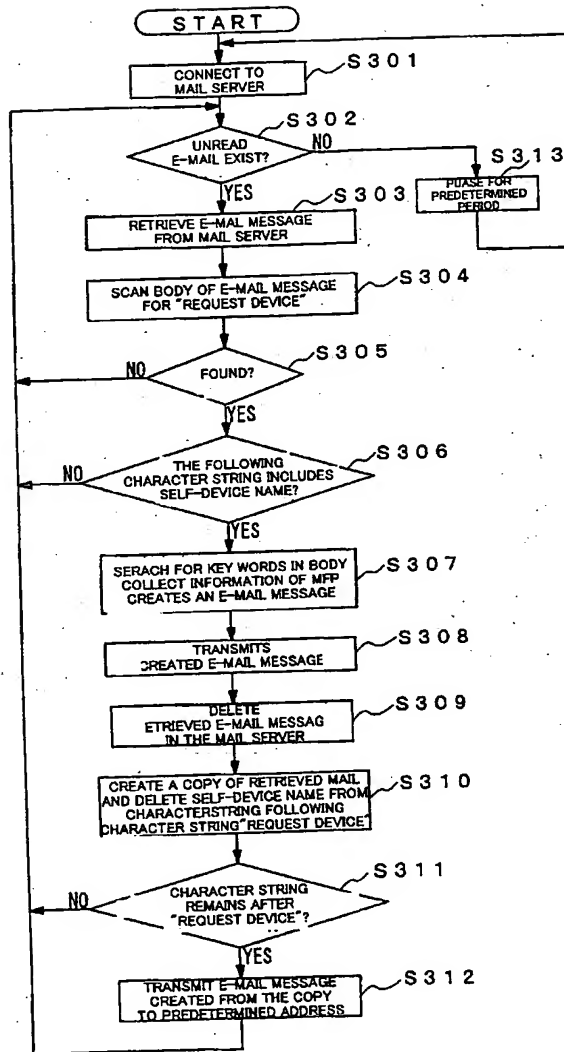 START
CONNECT TO
MAIL SERVER
S301
UNREAD
E-MAIL EXIST?
S302
NO
YES
S313
PUASE FOR
PREDETERMINED
PERIOD
RETRIEVE E-MAL MESSAGE
FROM MAIL SERVER
S303
SCAN BODY OF E-MAIL MESSAGE
FOR "REQUEST DEVICE"
S304
FOUND?
S305
NO
YES
THE FOLLOWING
CHARACTER STRING INCLUDES
SELF-DEVICE NAME?
S306
NO
YES
SERACH FOR KEY WORDS IN BODY
COLLECT INFORMATION OF MFP
CREATES AN E-MAIL MESSAGE
S307
TRANSMITS
CREATED E-MAIL MESSAGE
S308
DELETE
ETRIEVED E-MAIL MESSAG
IN THE MAIL SERVER
S309
CREATE A COPY OF RETRIEVED MAIL
AND DELETE SELF-DEVICE NAME FROM
CHARACTERSTRING FOLLOWING
CHARACTER STRING"REQUEST DEVICE"
S310
CHARACTER STRING
REMAINS AFTER
"REQUEST DEVICE"?
S311
NO
YES
TRANSMIT E-MAIL MESSAGE
CREATED FROM THE COPY
TO PREDETERMINED ADDRESS
S312